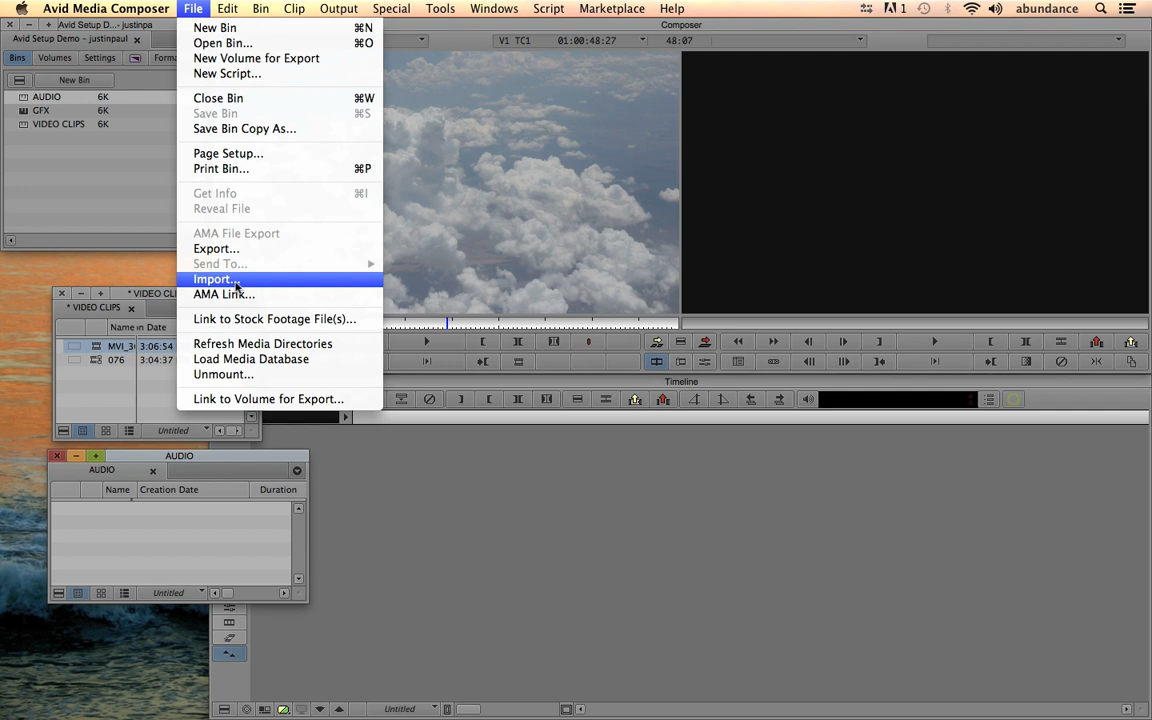 Avid Media Composer File Edit Bin Clip Output Special Tools Windows Script Marketplace Help 1 abundance
Avid Setup D...- justinpa
Composer
Avid Setup Demo - justinpaul
V1 TC1 01:00:48:27 48:07
Bins Volumes Settings Forma
New Bin
AUDIO 6K
GFX 6K
VIDEO CLIPS 6K
New Bin ⌘N
Open Bin... ⌘O
New Volume for Export
New Script...
Close Bin ⌘W
Save Bin ⌘S
Save Bin Copy As...
Page Setup...
Print Bin... ⌘P
Get Info ⌘I
Reveal File
AMA File Export
Export...
Send To...
Import...
AMA Link...
Link to Stock Footage File(s)...
Refresh Media Directories
Load Media Database
Unmount...
Link to Volume for Export...
* VIDEO CLI
* VIDEO CLIPS
Name n Date
MVI_3 3:06:54
076 3:04:37
Untitled
Timeline
AUDIO
AUDIO
Name Creation Date Duration
Untitled
Untitled